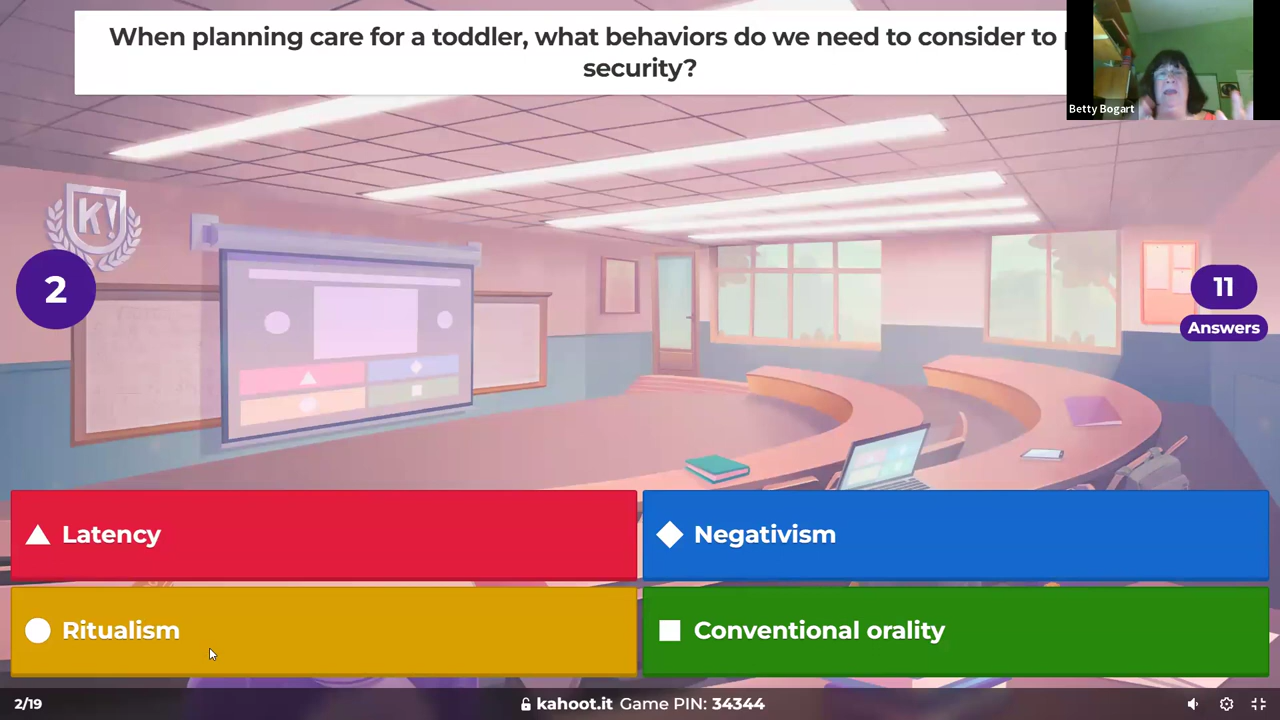 When planning care for a toddler, what behaviors do we need to consider to
security?
Betty Bogart
K!
2
11
Answers
Latency
Negativism
Ritualism
Conventional orality
2/19
kahoot.it Game PIN: 34344